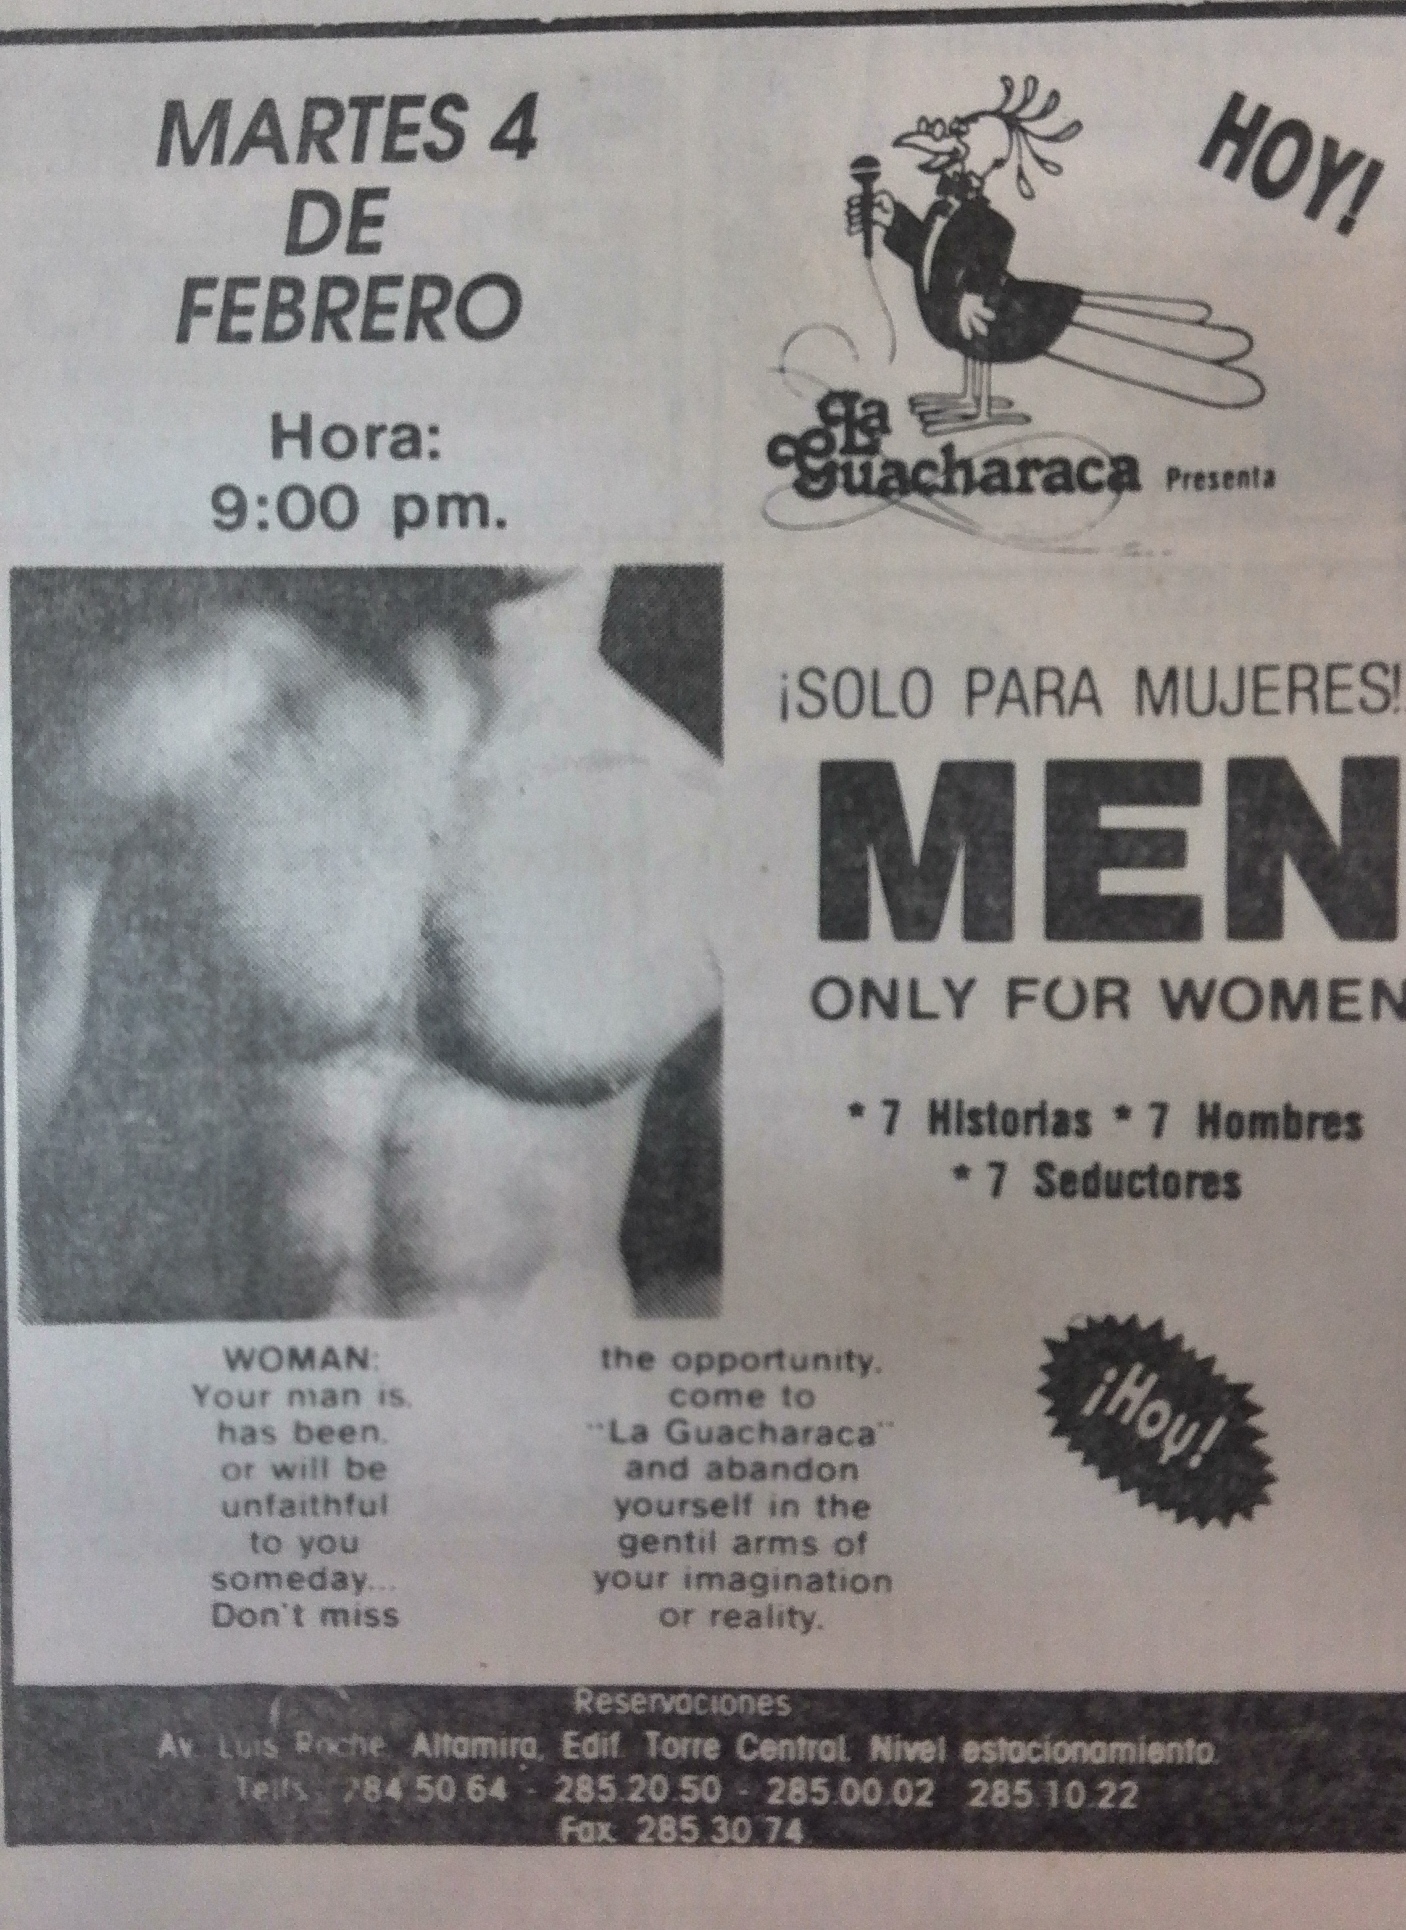 MARTES 4
DE
FEBRERO
Hora:
9:00 pm.
HOY!
La
Guacharaca Presenta
¡SOLO PARA MUJERES!
MEN
ONLY FOR WOMEN
* 7 Historias * 7 Hombres
* 7 Seductores
WOMAN:
Your man is.
has been.
or will be
unfaithful
to you
someday...
Don't miss
the opportunity.
come to
"La Guacharaca"
and abandon
yourself in the
gentil arms of
your imagination
or reality.
¡Hoy!
Reservaciones
Av. Luis Roche. Altamira, Edif. Torre Central. Nivel estacionamiento.
Telfs. 284.50.64 - 285.20.50 - 285.00.02 285.10.22
Fax. 285.30.74